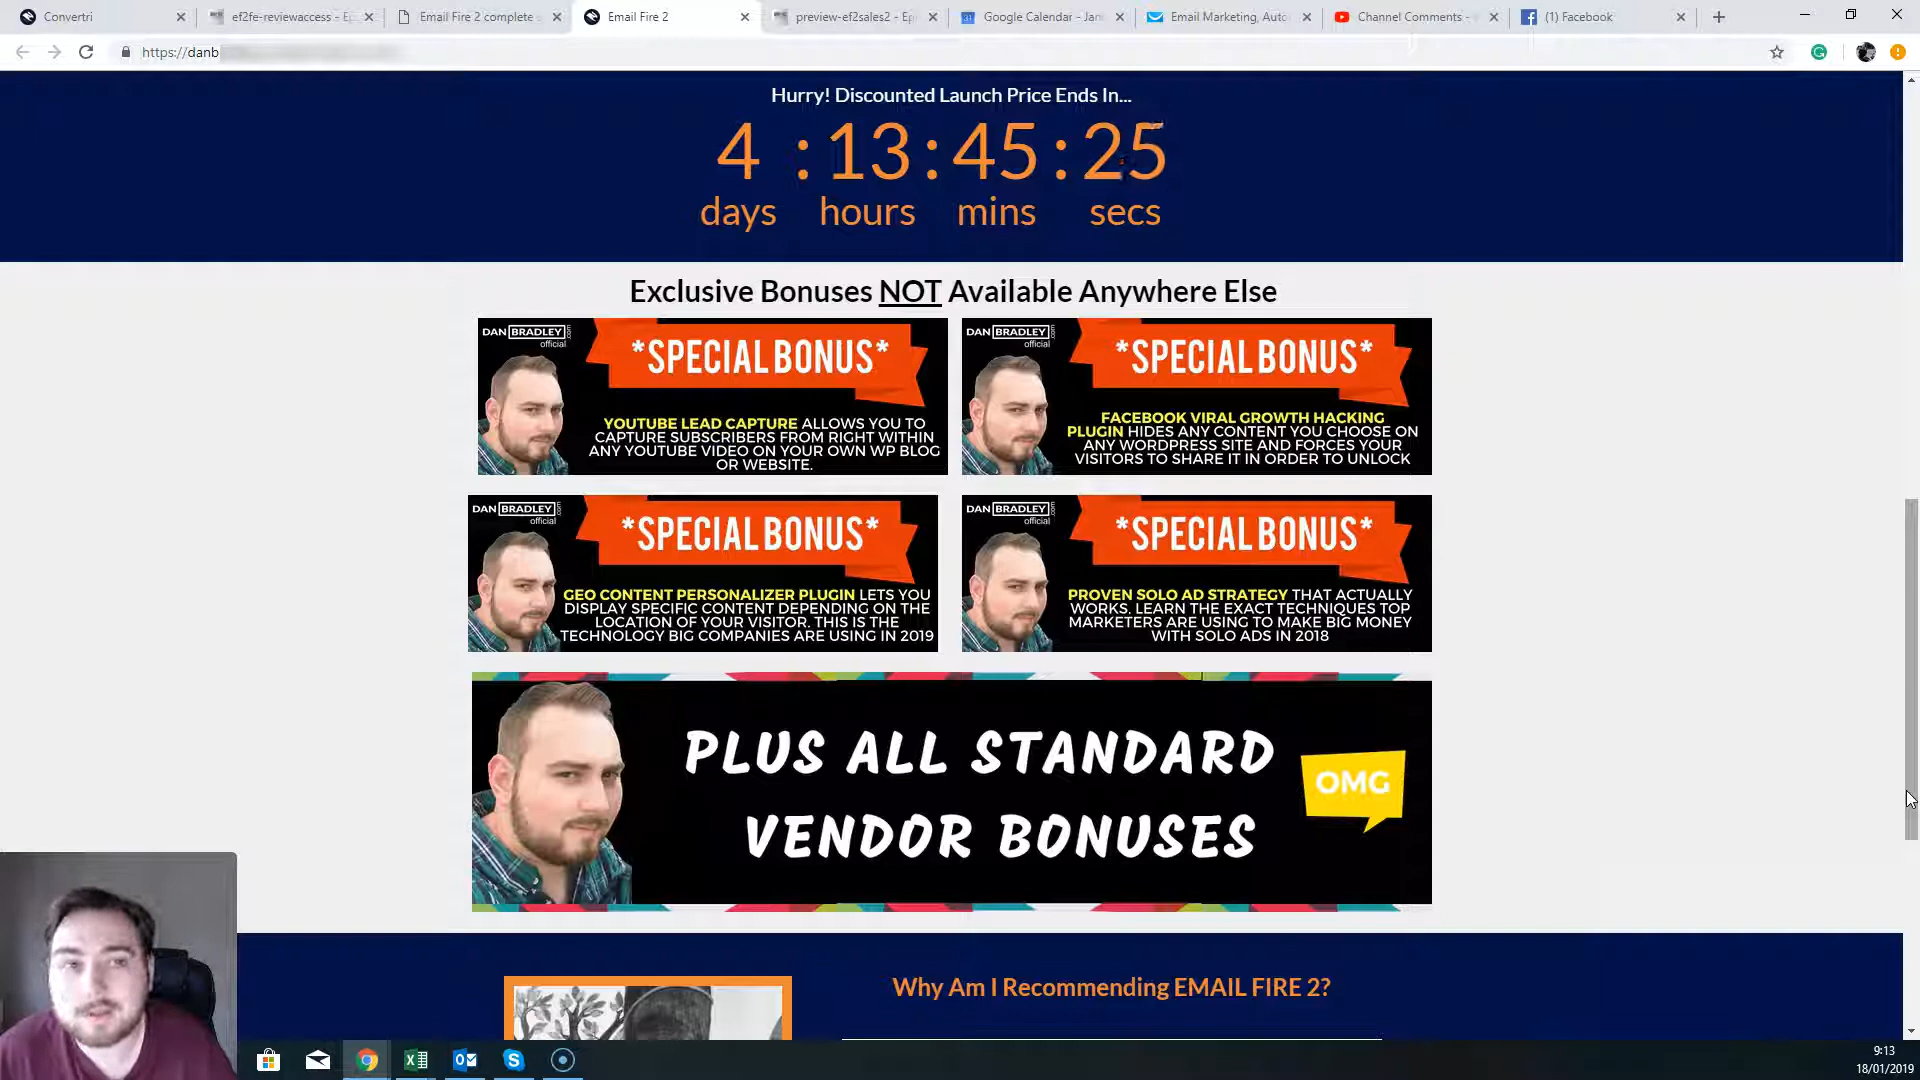 Convertri
ef2fe-reviewaccess - Ep
Email Fire 2 complete
Email Fire 2
preview-ef2sales2 - Ep
Google Calendar - Jan
Email Marketing, Auto
Channel Comments -
(1) Facebook
https://danb
Hurry! Discounted Launch Price Ends In...
4 : 13 : 45 : 25
days hours mins secs
Exclusive Bonuses NOT Available Anywhere Else
DAN BRADLEY .com
official
*SPECIAL BONUS*
YOUTUBE LEAD CAPTURE ALLOWS YOU TO
CAPTURE SUBSCRIBERS FROM RIGHT WITHIN
ANY YOUTUBE VIDEO ON YOUR OWN WP BLOG
OR WEBSITE.
DAN BRADLEY .com
official
*SPECIAL BONUS*
FACEBOOK VIRAL GROWTH HACKING
PLUGIN HIDES ANY CONTENT YOU CHOOSE ON
ANY WORDPRESS SITE AND FORCES YOUR
VISITORS TO SHARE IT IN ORDER TO UNLOCK
DAN BRADLEY .com
official
*SPECIAL BONUS*
GEO CONTENT PERSONALIZER PLUGIN LETS YOU
DISPLAY SPECIFIC CONTENT DEPENDING ON THE
LOCATION OF YOUR VISITOR. THIS IS THE
TECHNOLOGY BIG COMPANIES ARE USING IN 2019
DAN BRADLEY .com
official
*SPECIAL BONUS*
PROVEN SOLO AD STRATEGY THAT ACTUALLY
WORKS. LEARN THE EXACT TECHNIQUES TOP
MARKETERS ARE USING TO MAKE BIG MONEY
WITH SOLO ADS IN 2018
PLUS ALL STANDARD
VENDOR BONUSES
OMG
Why Am I Recommending EMAIL FIRE 2?
9:13
18/01/2019